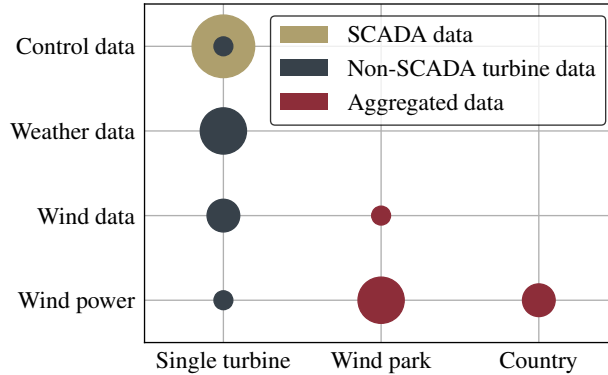 Control data
Weather data
Wind data
Wind power
SCADA data
Non-SCADA turbine data
Aggregated data
Single turbine
Wind park
Country